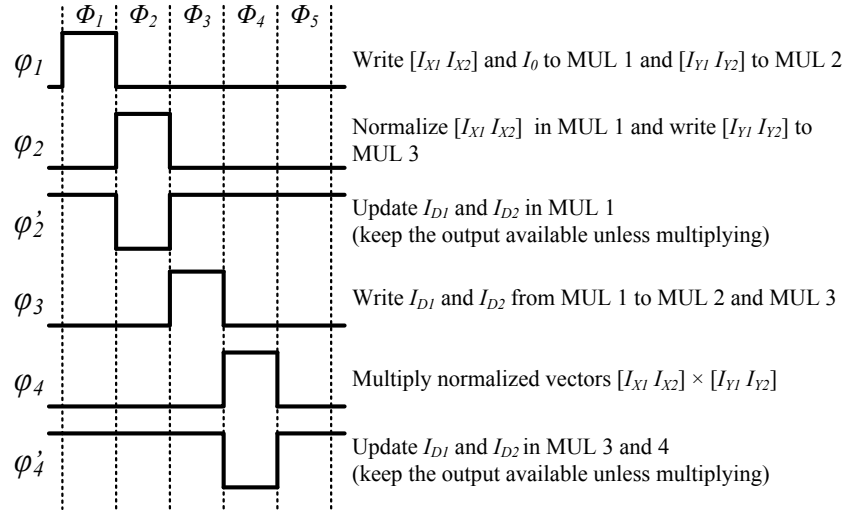 Φ1 Φ2 Φ3 Φ4 Φ5
φ1 Write [IX1 IX2] and I0 to MUL 1 and [IY1 IY2] to MUL 2
φ2 Normalize [IX1 IX2] in MUL 1 and write [IY1 IY2] to
MUL 3
φ'2 Update ID1 and ID2 in MUL 1
(keep the output available unless multiplying)
φ3 Write ID1 and ID2 from MUL 1 to MUL 2 and MUL 3
φ4 Multiply normalized vectors [IX1 IX2] × [IY1 IY2]
φ'4 Update ID1 and ID2 in MUL 3 and 4
(keep the output available unless multiplying)